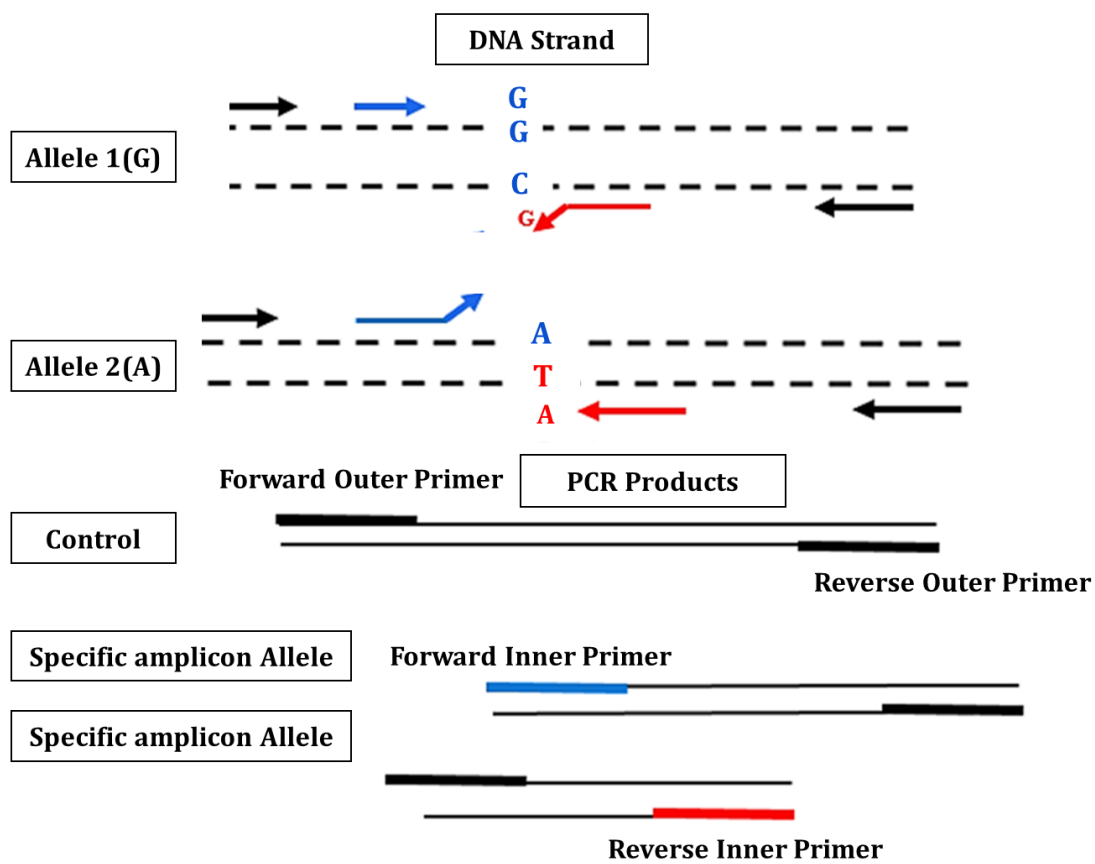 DNA Strand
G
Allele 1(G)
G
C
G
Allele 2(A)
A
T
A
Forward Outer Primer
PCR Products
Control
Reverse Outer Primer
Specific amplicon Allele
Forward Inner Primer
Specific amplicon Allele
Reverse Inner Primer